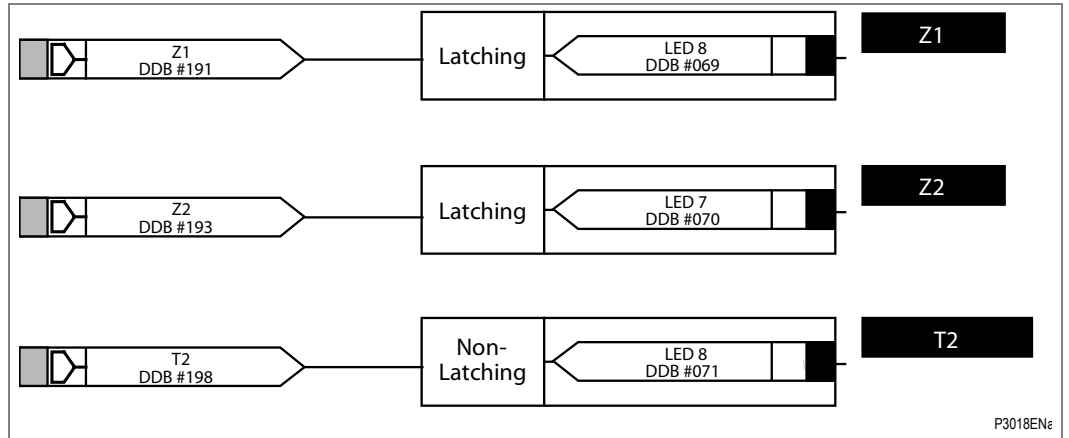 Z1
DDB #191
Latching
LED 8
DDB #069
Z1
Z2
DDB #193
Latching
LED 7
DDB #070
Z2
T2
DDB #198
Non-
Latching
LED 8
DDB #071
T2
P3018ENa